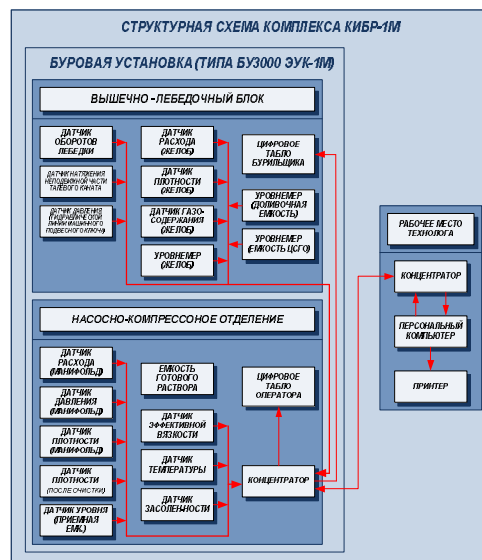 СТРУКТУРНАЯ СХЕМА КОМПЛЕКСА КИБР-1М
БУРОВАЯ УСТАНОВКА (ТИПА БУ3000 ЭУК-1М)
ВЫШЕЧНО-ЛЕБЕДОЧНЫЙ БЛОК
ДАТЧИК
ОБОРОТОВ
ЛЕБЕДКИ
ДАТЧИК НАТЯЖЕНИЯ
НЕПОДВИЖНОЙ ЧАСТИ
ТАЛЕВОГО КАНАТА
ДАТЧИК ДАВЛЕНИЯ
(ГИДРАВЛИЧЕСКОЙ
ЛИНИИ МАШИННОГО
ПОДВЕСНОГО КЛЮЧА)
ДАТЧИК
РАСХОДА
(ЖЕЛОБ)
ДАТЧИК
ПЛОТНОСТИ
(ЖЕЛОБ)
ДАТЧИК ГАЗО-
СОДЕРЖАНИЯ
(ЖЕЛОБ)
УРОВНЕМЕР
(ЖЕЛОБ)
ЦИФРОВОЕ
ТАБЛО
БУРИЛЬЩИКА
УРОВНЕМЕР
(ДОЛИВОЧНАЯ
ЕМКОСТЬ)
УРОВНЕМЕР
(ЕМКОСТЬ ЦСГО)
НАСОСНО-КОМПРЕССОНОЕ ОТДЕЛЕНИЕ
ДАТЧИК
РАСХОДА
(МАНИФОЛЬД)
ДАТЧИК
ДАВЛЕНИЯ
(МАНИФОЛЬД)
ДАТЧИК
ПЛОТНОСТИ
(МАНИФОЛЬД)
ДАТЧИК
ПЛОТНОСТИ
(ПОСЛЕ ОЧИСТКИ)
ДАТЧИК УРОВНЯ
(ПРИЕМНАЯ
ЕМК.)
ЕМКОСТЬ
ГОТОВОГО
РАСТВОРА
ДАТЧИК
ЭФФЕКТИВНОЙ
ВЯЗКОСТИ
ДАТЧИК
ТЕМПЕРАТУРЫ
ДАТЧИК
ЗАСОЛЕН-НОСТИ
ЦИФРОВОЕ
ТАБЛО
ОПЕРАТОРА
КОНЦЕНТРАТОР
РАБОЧЕЕ МЕСТО
ТЕХНОЛОГА
КОНЦЕНТРАТОР
ПЕРСОНАЛЬНЫЙ
КОМПЬЮТЕР
ПРИНТЕР